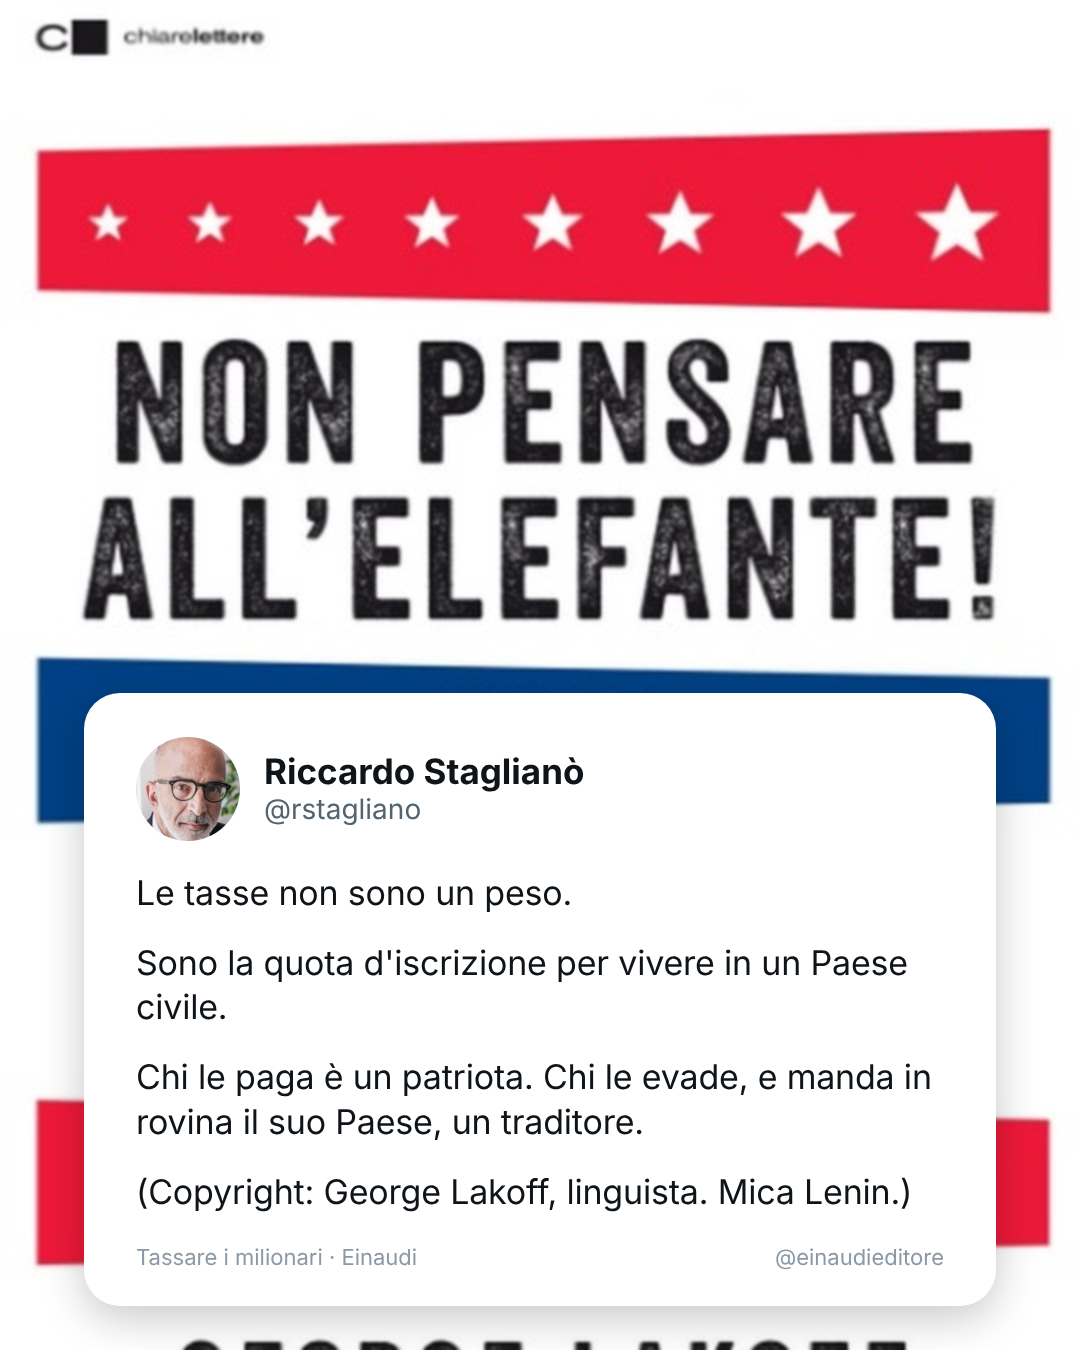 chiarelettere
NON PENSARE
ALL'ELEFANTE!
Riccardo Staglianò
@rstagliano
Le tasse non sono un peso.
Sono la quota d'iscrizione per vivere in un Paese
civile.
Chi le paga è un patriota. Chi le evade, e manda in
rovina il suo Paese, un traditore.
(Copyright: George Lakoff, linguista. Mica Lenin.)
Tassare i milionari · Einaudi
@einaudieditore